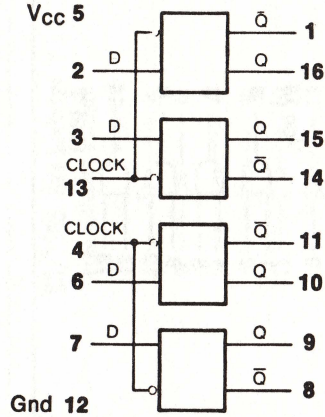 VCC 5
Q̅ 1
2 D Q 16
3 D Q 15
CLOCK
13 Q̅ 14
CLOCK
4 Q̅ 11
6 D Q 10
7 D Q 9
Q̅ 8
Gnd 12